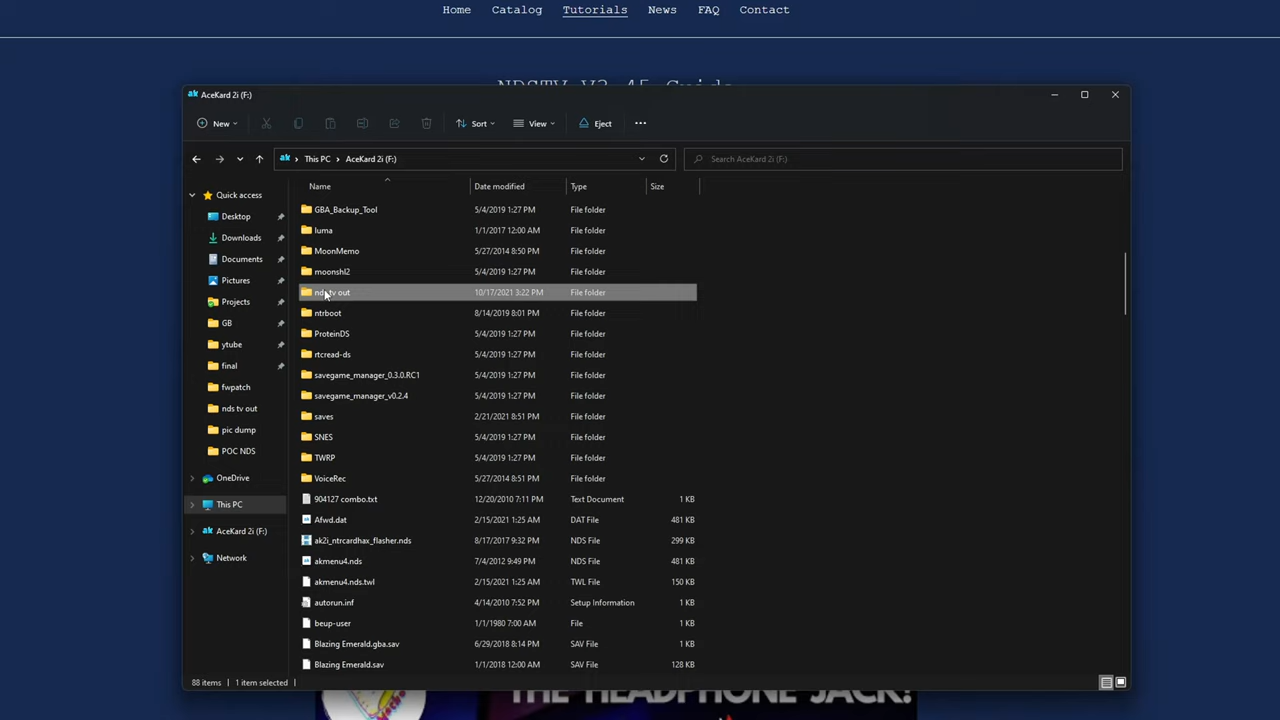 Home Catalog Tutorials News FAQ Contact
NDSTV V3.45 Guide
AceKard 2i (F:)
New Sort View Eject
This PC AceKard 2i (F:) Search AceKard 2i (F:)
Name Date modified Type Size
GBA_Backup_Tool 5/4/2019 1:27 PM File folder
luma 1/1/2017 12:00 AM File folder
MoonMemo 5/27/2014 8:50 PM File folder
moonshl2 5/4/2019 1:27 PM File folder
nds tv out 10/17/2021 3:22 PM File folder
ntrboot 8/14/2019 8:01 PM File folder
ProteinDS 5/4/2019 1:27 PM File folder
rtcread-ds 5/4/2019 1:27 PM File folder
savegame_manager_0.3.0.RC1 5/4/2019 1:27 PM File folder
savegame_manager_v0.2.4 5/4/2019 1:27 PM File folder
saves 2/21/2021 8:51 PM File folder
SNES 5/4/2019 1:27 PM File folder
TWRP 5/4/2019 1:27 PM File folder
VoiceRec 5/27/2014 8:51 PM File folder
904127 combo.txt 12/20/2010 7:11 PM Text Document 1 KB
Afwd.dat 2/15/2021 1:25 AM DAT File 481 KB
ak2i_ntrcardhax_flasher.nds 8/17/2017 9:32 PM NDS File 299 KB
akmenu4.nds 7/4/2012 9:49 PM NDS File 481 KB
akmenu4.nds.twl 2/15/2021 1:25 AM TWL File 150 KB
autorun.inf 4/14/2010 7:52 PM Setup Information 1 KB
beup-user 1/1/1980 7:00 AM File 1 KB
Blazing Emerald.gba.sav 6/29/2018 8:14 PM SAV File 1 KB
Blazing Emerald.sav 1/1/2018 12:00 AM SAV File 128 KB
Quick access
Desktop
Downloads
Documents
Pictures
Projects
GB
ytube
final
fwpatch
nds tv out
pic dump
POC NDS
OneDrive
This PC
AceKard 2i (F:)
Network
88 items 1 item selected
THE HEADPHONE JACK!